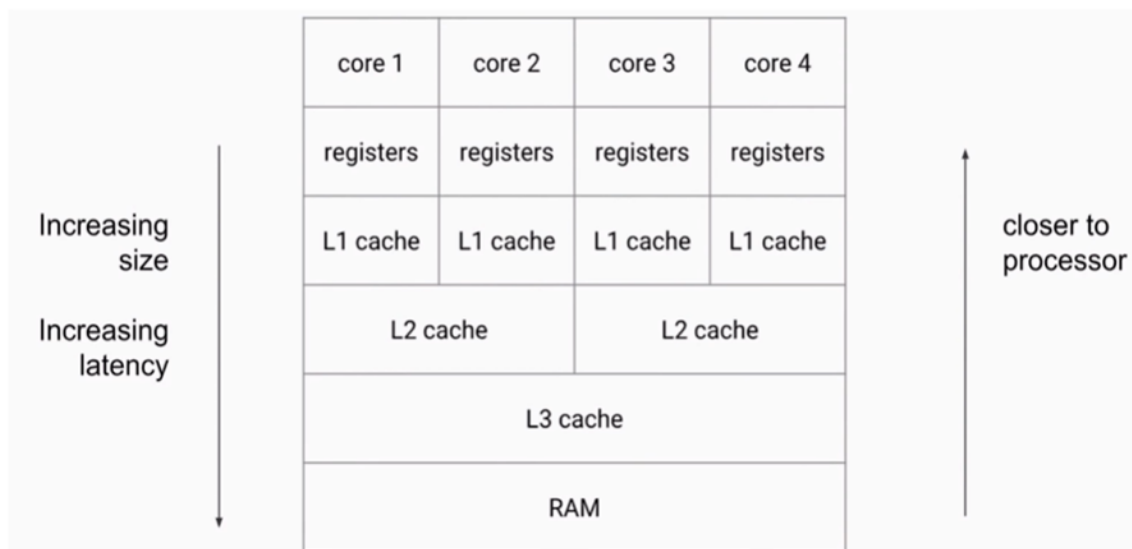 core 1
core 2
core 3
core 4
registers
registers
registers
registers
Increasing
size
L1 cache
L1 cache
L1 cache
L1 cache
closer to
processor
Increasing
latency
L2 cache
L2 cache
L3 cache
RAM